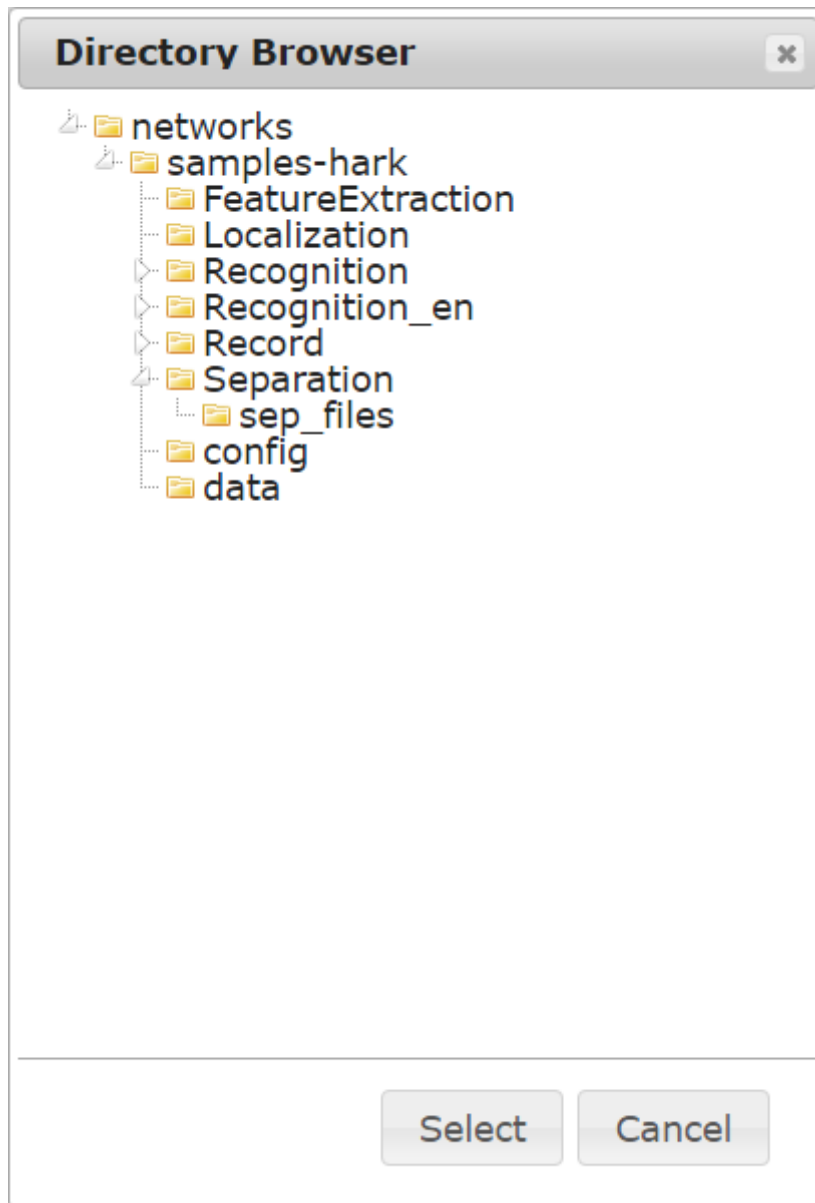 Directory Browser
networks
samples-hark
FeatureExtraction
Localization
Recognition
Recognition_en
Record
Separation
sep_files
config
data
Select Cancel